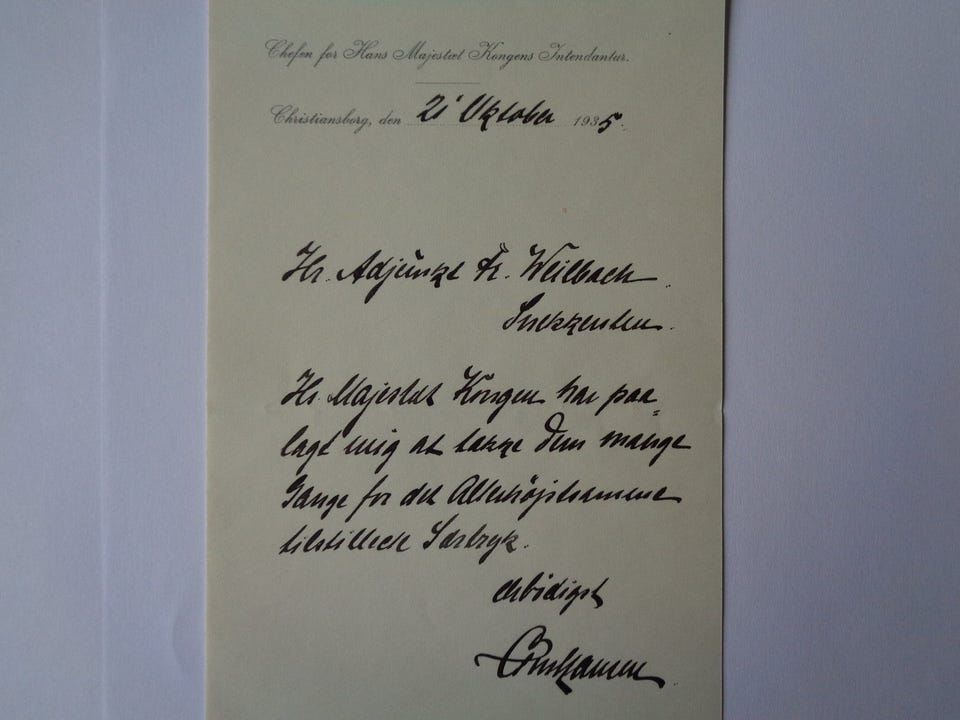 Chefen for Hans Majestæt Kongens Intendantur.
Christiansborg, den 21' Oktober 1935.
Hr. Adjunkt Fr. Weilbach
Snekkersten.
Hs. Majestæt Kongen har paa=
lagt mig at takke Dem mange
Gange for det Allerhøjstsamme
tilstillede Særtryk.
Ærbødigst